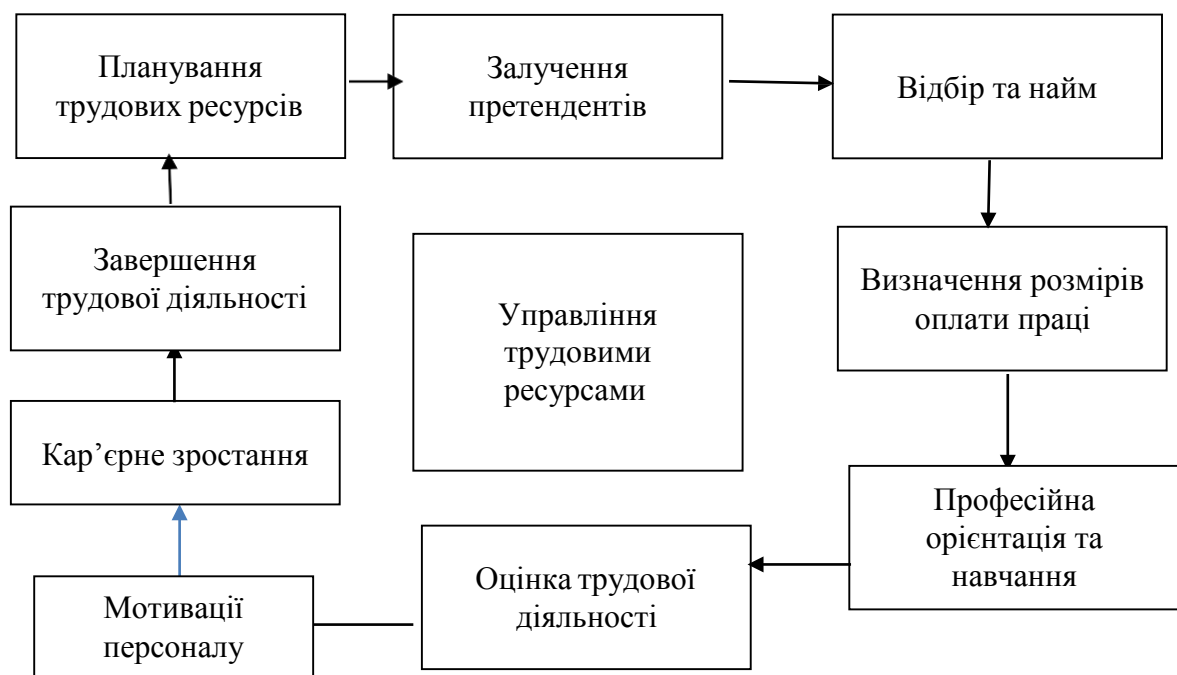 Планування
трудових ресурсів
Залучення
претендентів
Відбір та найм
Визначення розмірів
оплати праці
Професійна
орієнтація та
навчання
Оцінка трудової
діяльності
Мотивації
персоналу
Кар’єрне зростання
Завершення
трудової діяльності
Управління
трудовими
ресурсами